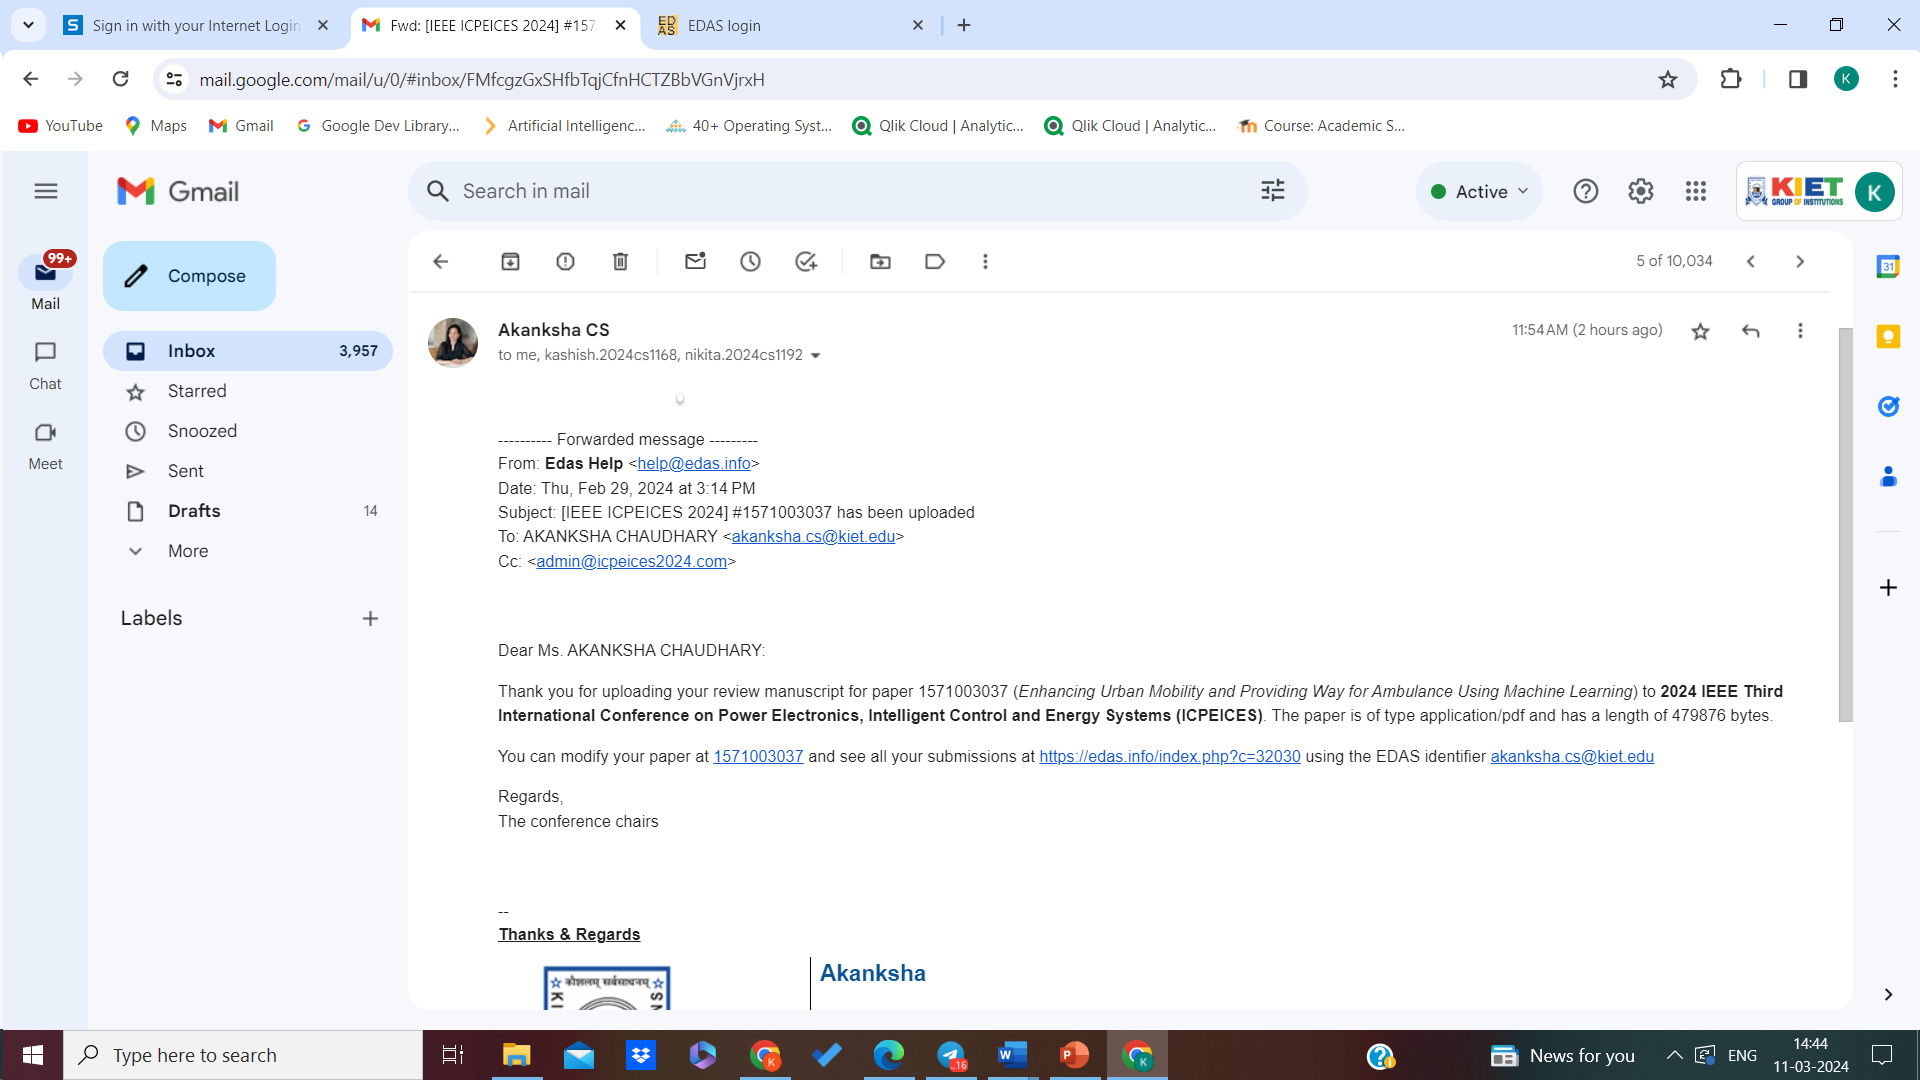 Sign in with your Internet Login
Fwd: [IEEE ICPEICES 2024] #157
EDAS login
mail.google.com/mail/u/0/#inbox/FMfcgzGxSHfbTqjCfnHCTZBbVGnVjrxH
K
YouTube
Maps
Gmail
Google Dev Library...
Artificial Intelligenc...
40+ Operating Syst...
Qlik Cloud | Analytic...
Qlik Cloud | Analytic...
Course: Academic S...
Gmail
Search in mail
Active
KIET
GROUP OF INSTITUTIONS
K
99+
Mail
Chat
Meet
Compose
Inbox 3,957
Starred
Snoozed
Sent
Drafts 14
More
Labels
5 of 10,034
Akanksha CS
11:54 AM (2 hours ago)
to me, kashish.2024cs1168, nikita.2024cs1192
---------- Forwarded message ---------
From: Edas Help <help@edas.info>
Date: Thu, Feb 29, 2024 at 3:14 PM
Subject: [IEEE ICPEICES 2024] #1571003037 has been uploaded
To: AKANKSHA CHAUDHARY <akanksha.cs@kiet.edu>
Cc: <admin@icpeices2024.com>
Dear Ms. AKANKSHA CHAUDHARY:
Thank you for uploading your review manuscript for paper 1571003037 (Enhancing Urban Mobility and Providing Way for Ambulance Using Machine Learning) to 2024 IEEE Third
International Conference on Power Electronics, Intelligent Control and Energy Systems (ICPEICES). The paper is of type application/pdf and has a length of 479876 bytes.
You can modify your paper at 1571003037 and see all your submissions at https://edas.info/index.php?c=32030 using the EDAS identifier akanksha.cs@kiet.edu
Regards,
The conference chairs
--
Thanks & Regards
कौशलम् सर्वसाधनम्
KI
SN
Akanksha
31
Type here to search
16
News for you
ENG
14:44
11-03-2024